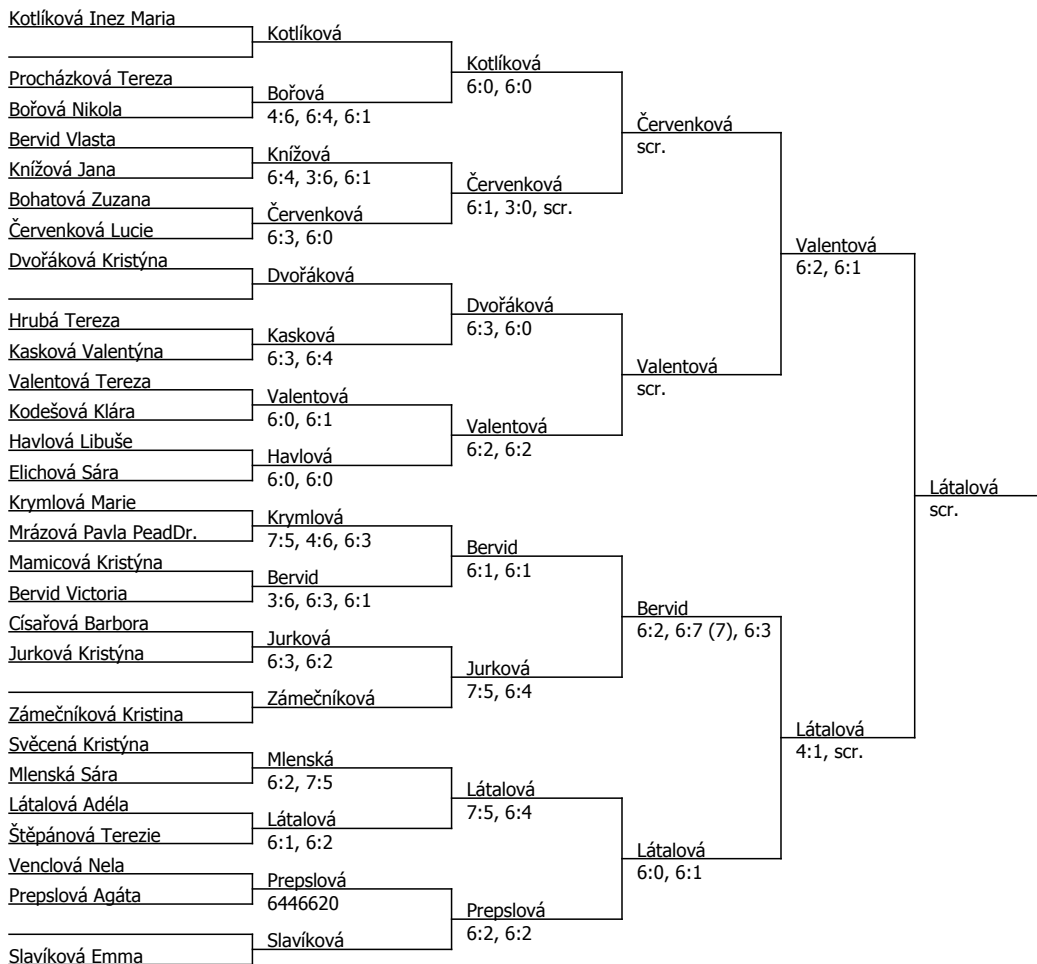 Kotlíková Inez Maria
Procházková Tereza
Bořová Nikola
Bervid Vlasta
Knížová Jana
Bohatová Zuzana
Červenková Lucie
Dvořáková Kristýna
Hrubá Tereza
Kasková Valentýna
Valentová Tereza
Kodešová Klára
Havlová Libuše
Elichová Sára
Krymlová Marie
Mrázová Pavla PeadDr.
Mamicová Kristýna
Bervid Victoria
Císařová Barbora
Jurková Kristýna
Zámečníková Kristina
Svěcená Kristýna
Mlenská Sára
Látalová Adéla
Štěpánová Terezie
Venclová Nela
Prepslová Agáta
Slavíková Emma
Kotlíková
Bořová
4:6, 6:4, 6:1
Knížová
6:4, 3:6, 6:1
Červenková
6:3, 6:0
Dvořáková
Kasková
6:3, 6:4
Valentová
6:0, 6:1
Havlová
6:0, 6:0
Krymlová
7:5, 4:6, 6:3
Bervid
3:6, 6:3, 6:1
Jurková
6:3, 6:2
Zámečníková
Mlenská
6:2, 7:5
Látalová
6:1, 6:2
Prepslová
6446620
Slavíková
Kotlíková
6:0, 6:0
Červenková
6:1, 3:0, scr.
Dvořáková
6:3, 6:0
Valentová
6:2, 6:2
Bervid
6:1, 6:1
Jurková
7:5, 6:4
Látalová
7:5, 6:4
Prepslová
6:2, 6:2
Červenková
scr.
Valentová
scr.
Bervid
6:2, 6:7 (7), 6:3
Látalová
6:0, 6:1
Valentová
6:2, 6:1
Látalová
4:1, scr.
Látalová
scr.